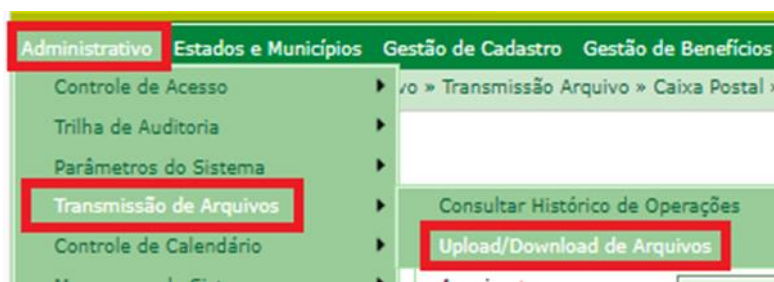 Administrativo Estados e Municípios Gestão de Cadastro Gestão de Benefícios
Controle de Acesso
vo » Transmissão Arquivo » Caixa Postal »
Trilha de Auditoria
Parâmetros do Sistema
Transmissão de Arquivos
Consultar Histórico de Operações
Controle de Calendário
Upload/Download de Arquivos